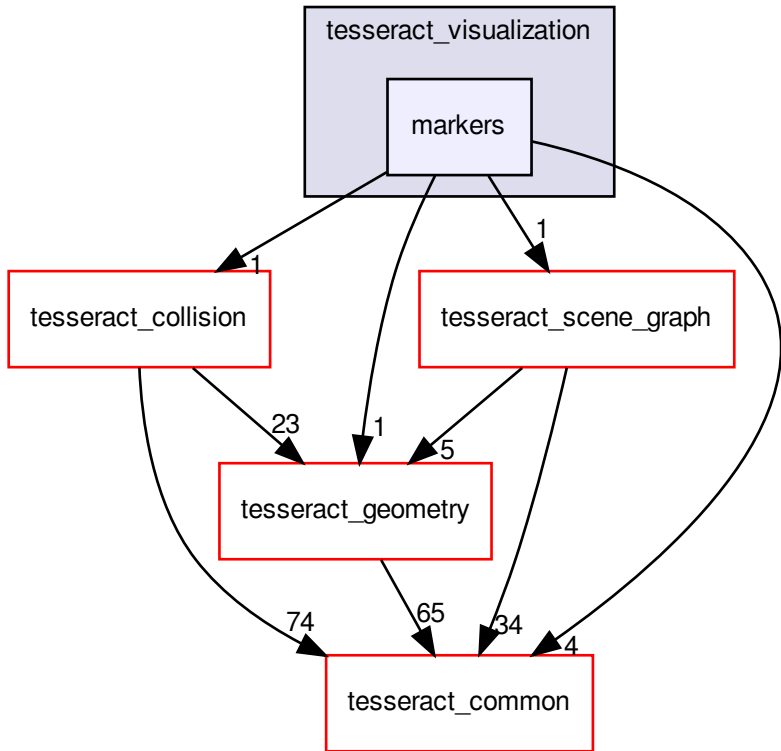 tesseract_visualization
markers
1
1
tesseract_collision
tesseract_scene_graph
23
1
5
tesseract_geometry
74
65
34
4
tesseract_common